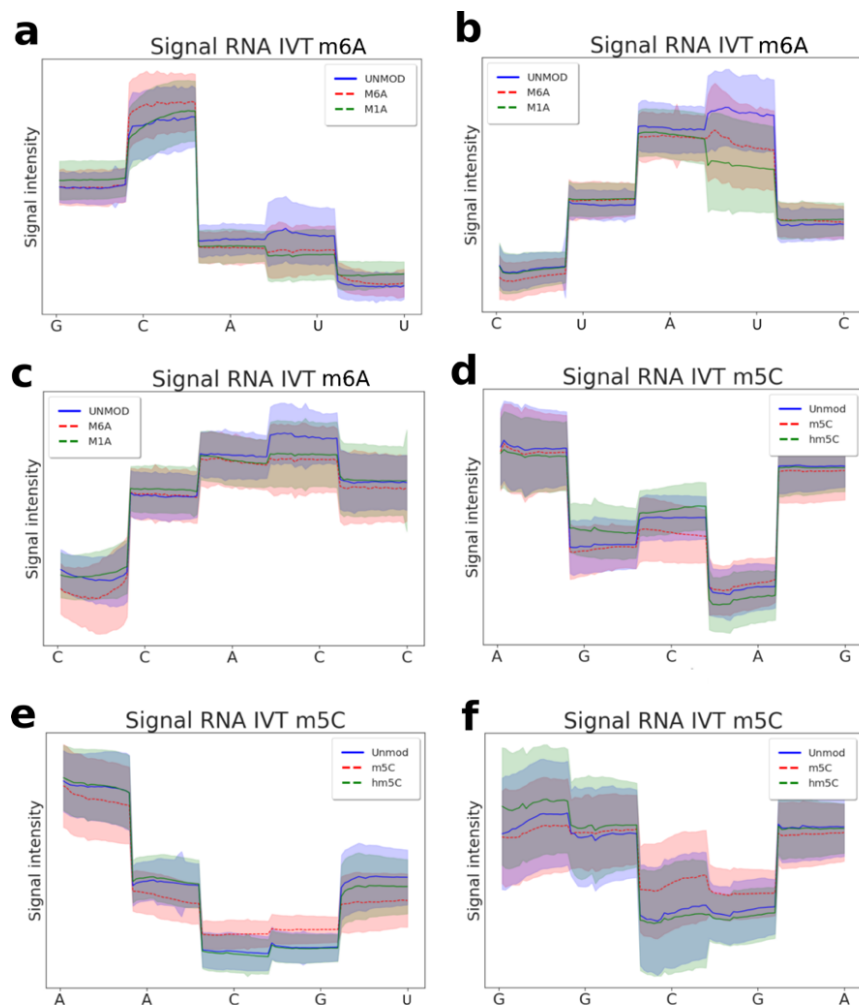 a
Signal RNA IVT m6A
Signal intensity
UNMOD
M6A
M1A
G C A U U
b
Signal RNA IVT m6A
Signal intensity
UNMOD
M6A
M1A
C U A U C
c
Signal RNA IVT m6A
Signal intensity
UNMOD
M6A
M1A
C C A C C
d
Signal RNA IVT m5C
Signal intensity
Unmod
m5C
hm5C
A G C A G
e
Signal RNA IVT m5C
Signal intensity
Unmod
m5C
hm5C
A A C G U
f
Signal RNA IVT m5C
Signal intensity
Unmod
m5C
hm5C
G G C G A